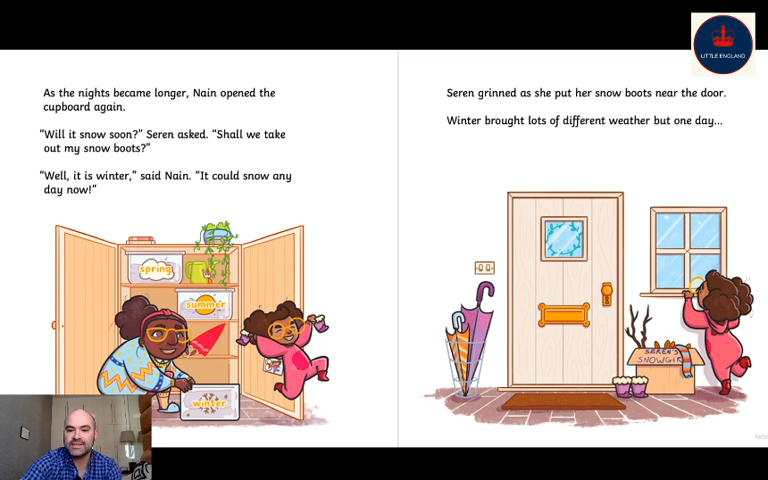 LITTLE ENGLAND
As the nights became longer, Nain opened the
cupboard again.
“Will it snow soon?” Seren asked. “Shall we take
out my snow boots?”
“Well, it is winter,” said Nain. “It could snow any
day now!”
spring
summer
winter
Seren grinned as she put her snow boots near the door.
Winter brought lots of different weather but one day...
SEREN'S